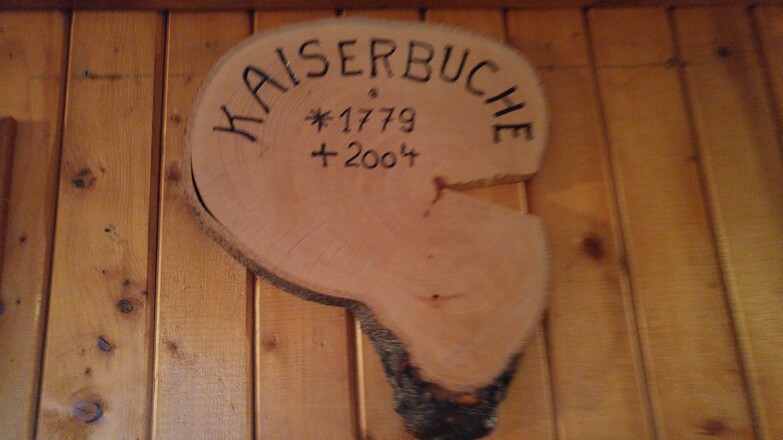 KAISERBUCHE
*1779
+2004